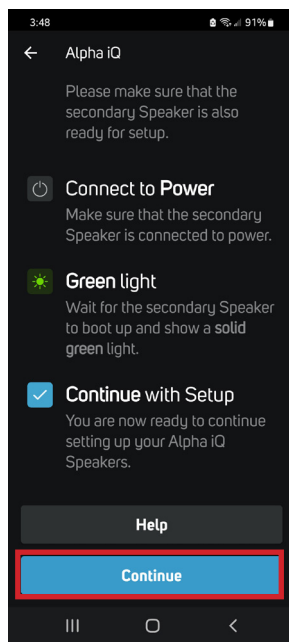 3:48
91%
Alpha iQ
Please make sure that the
secondary Speaker is also
ready for setup.
Connect to Power
Make sure that the secondary
Speaker is connected to power.
Green light
Wait for the secondary Speaker
to boot up and show a solid
green light.
Continue with Setup
You are now ready to continue
setting up your Alpha iQ
Speakers.
Help
Continue